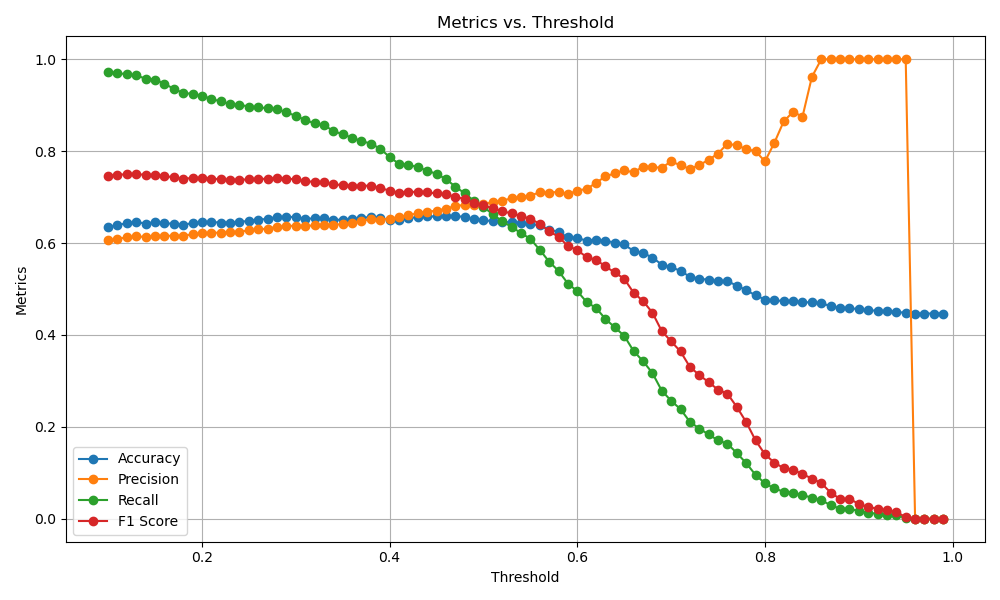 Metrics vs. Threshold
1.0
0.8
0.6
0.4
0.2
0.0
Metrics
Accuracy
Precision
Recall
F1 Score
0.2 0.4 0.6 0.8 1.0
Threshold